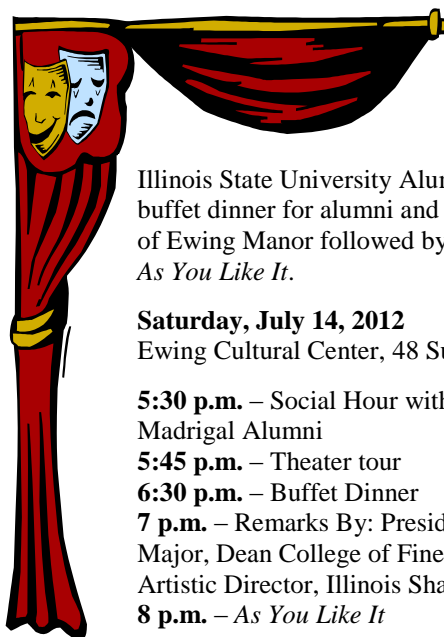 Illinois State University Alu
buffet dinner for alumni and
of Ewing Manor followed by
As You Like It.
Saturday, July 14, 2012
Ewing Cultural Center, 48 Su
5:30 p.m. – Social Hour with
Madrigal Alumni
5:45 p.m. – Theater tour
6:30 p.m. – Buffet Dinner
7 p.m. – Remarks By: Presid
Major, Dean College of Fine
Artistic Director, Illinois Sha
8 p.m. – As You Like It